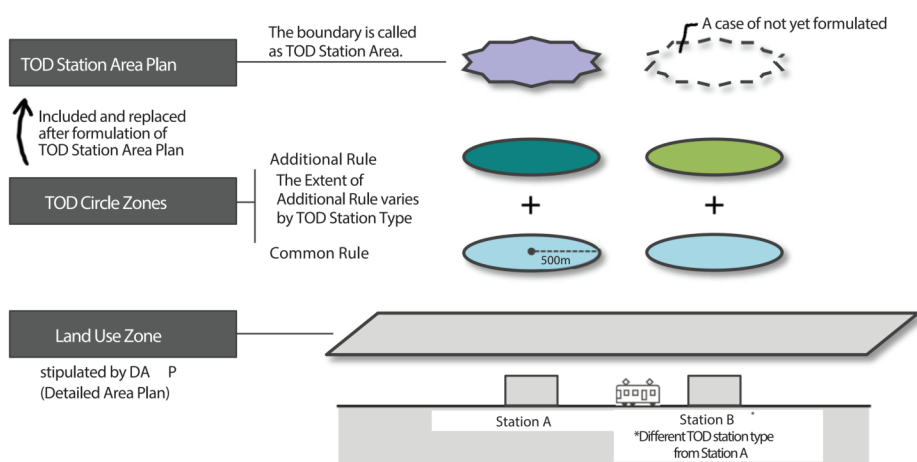 TOD Station Area Plan
The boundary is called
as TOD Station Area.
A case of not yet formulated
Included and replaced
after formulation of
TOD Station Area Plan
TOD Circle Zones
Additional Rule
The Extent of
Additional Rule varies
by TOD Station Type
Common Rule
+
+
500m
Land Use Zone
stipulated by DA P
(Detailed Area Plan)
Station A
Station B *
*Different TOD station type
from Station A